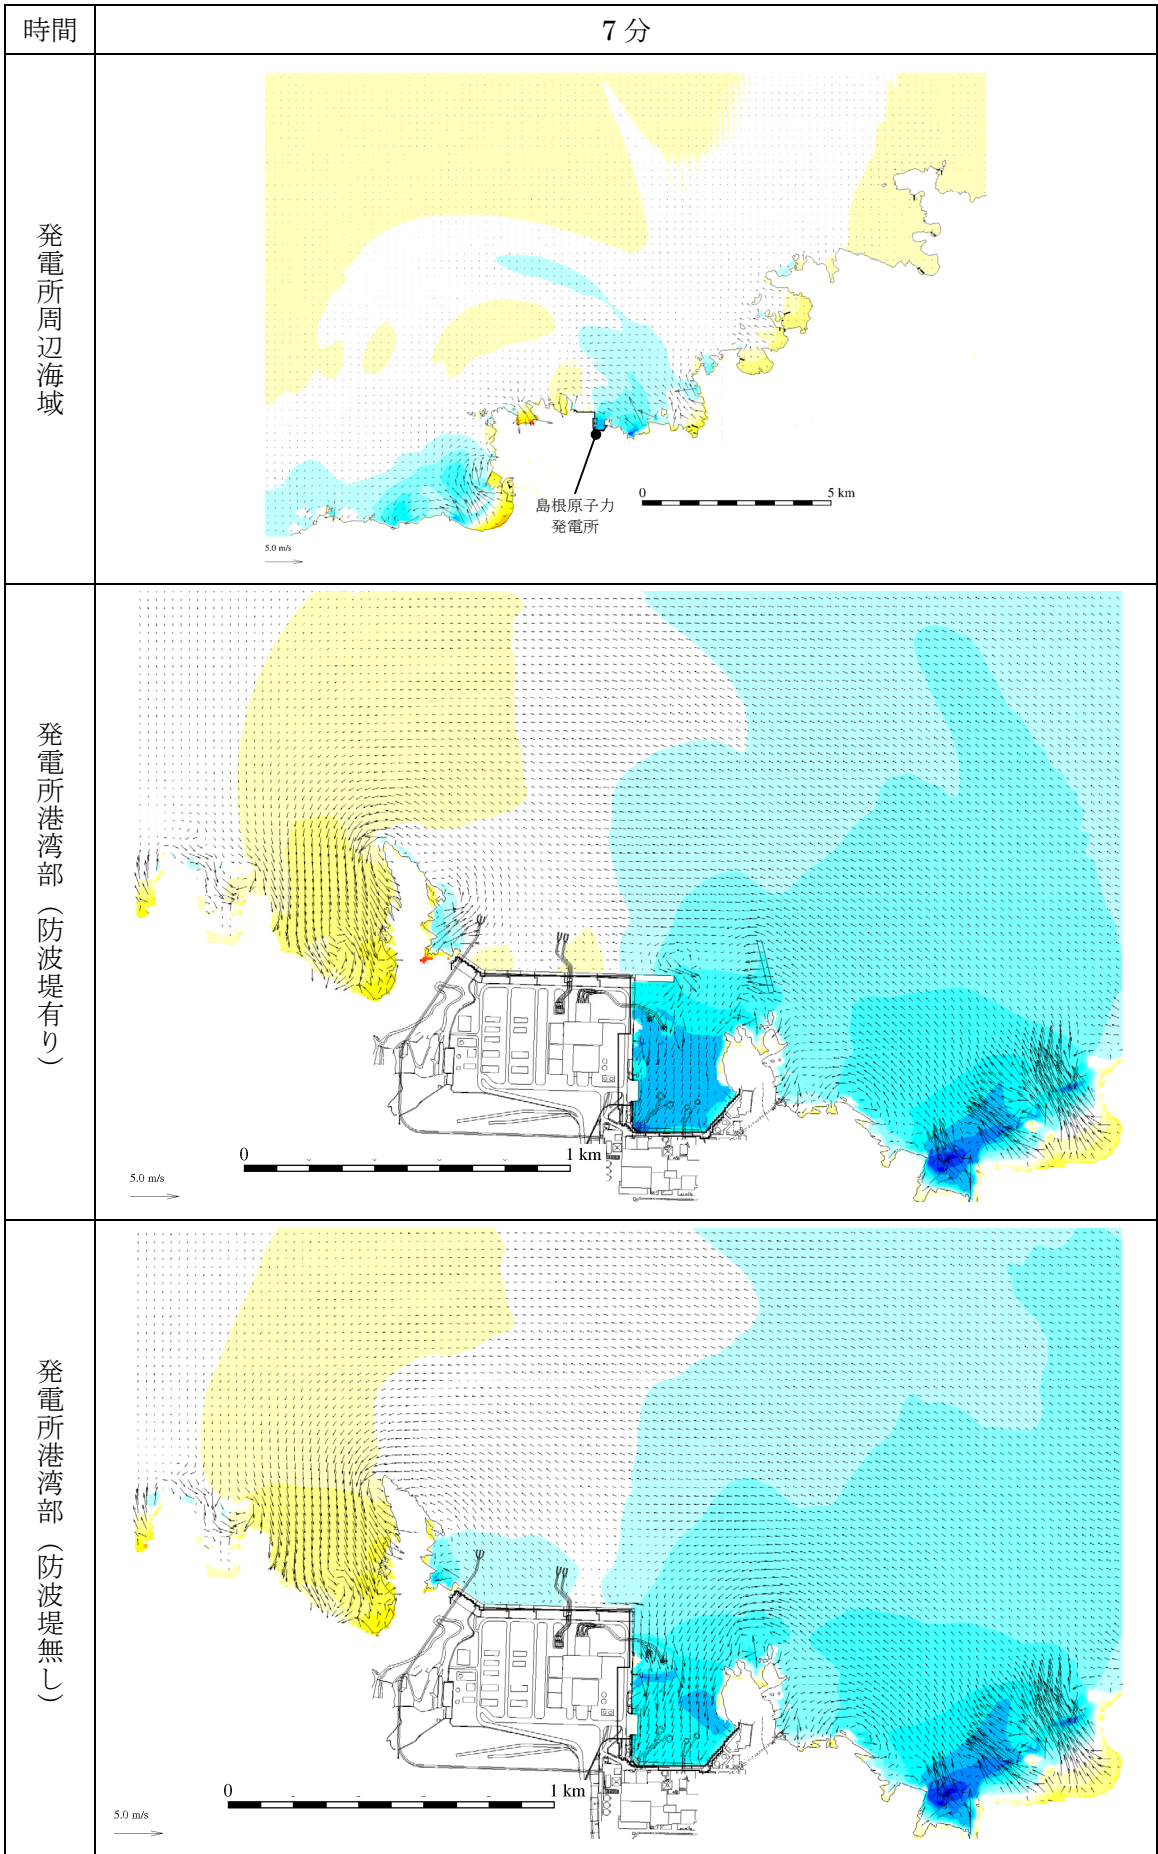 時間
7 分
発電所周辺海域
島根原子力
発電所
0
5 km
5.0 m/s
発電所港湾部（防波堤有り）
0
1 km
5.0 m/s
発電所港湾部（防波堤無し）
0
1 km
5.0 m/s